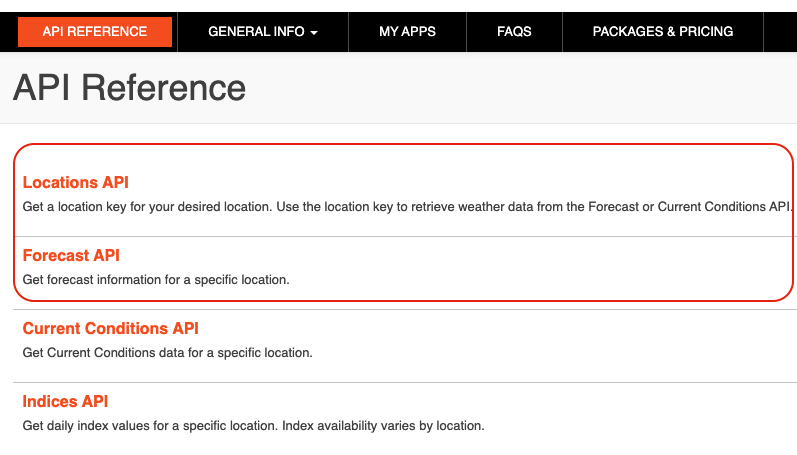 API REFERENCE GENERAL INFO MY APPS FAQS PACKAGES & PRICING
API Reference
Locations API
Get a location key for your desired location. Use the location key to retrieve weather data from the Forecast or Current Conditions API.
Forecast API
Get forecast information for a specific location.
Current Conditions API
Get Current Conditions data for a specific location.
Indices API
Get daily index values for a specific location. Index availability varies by location.